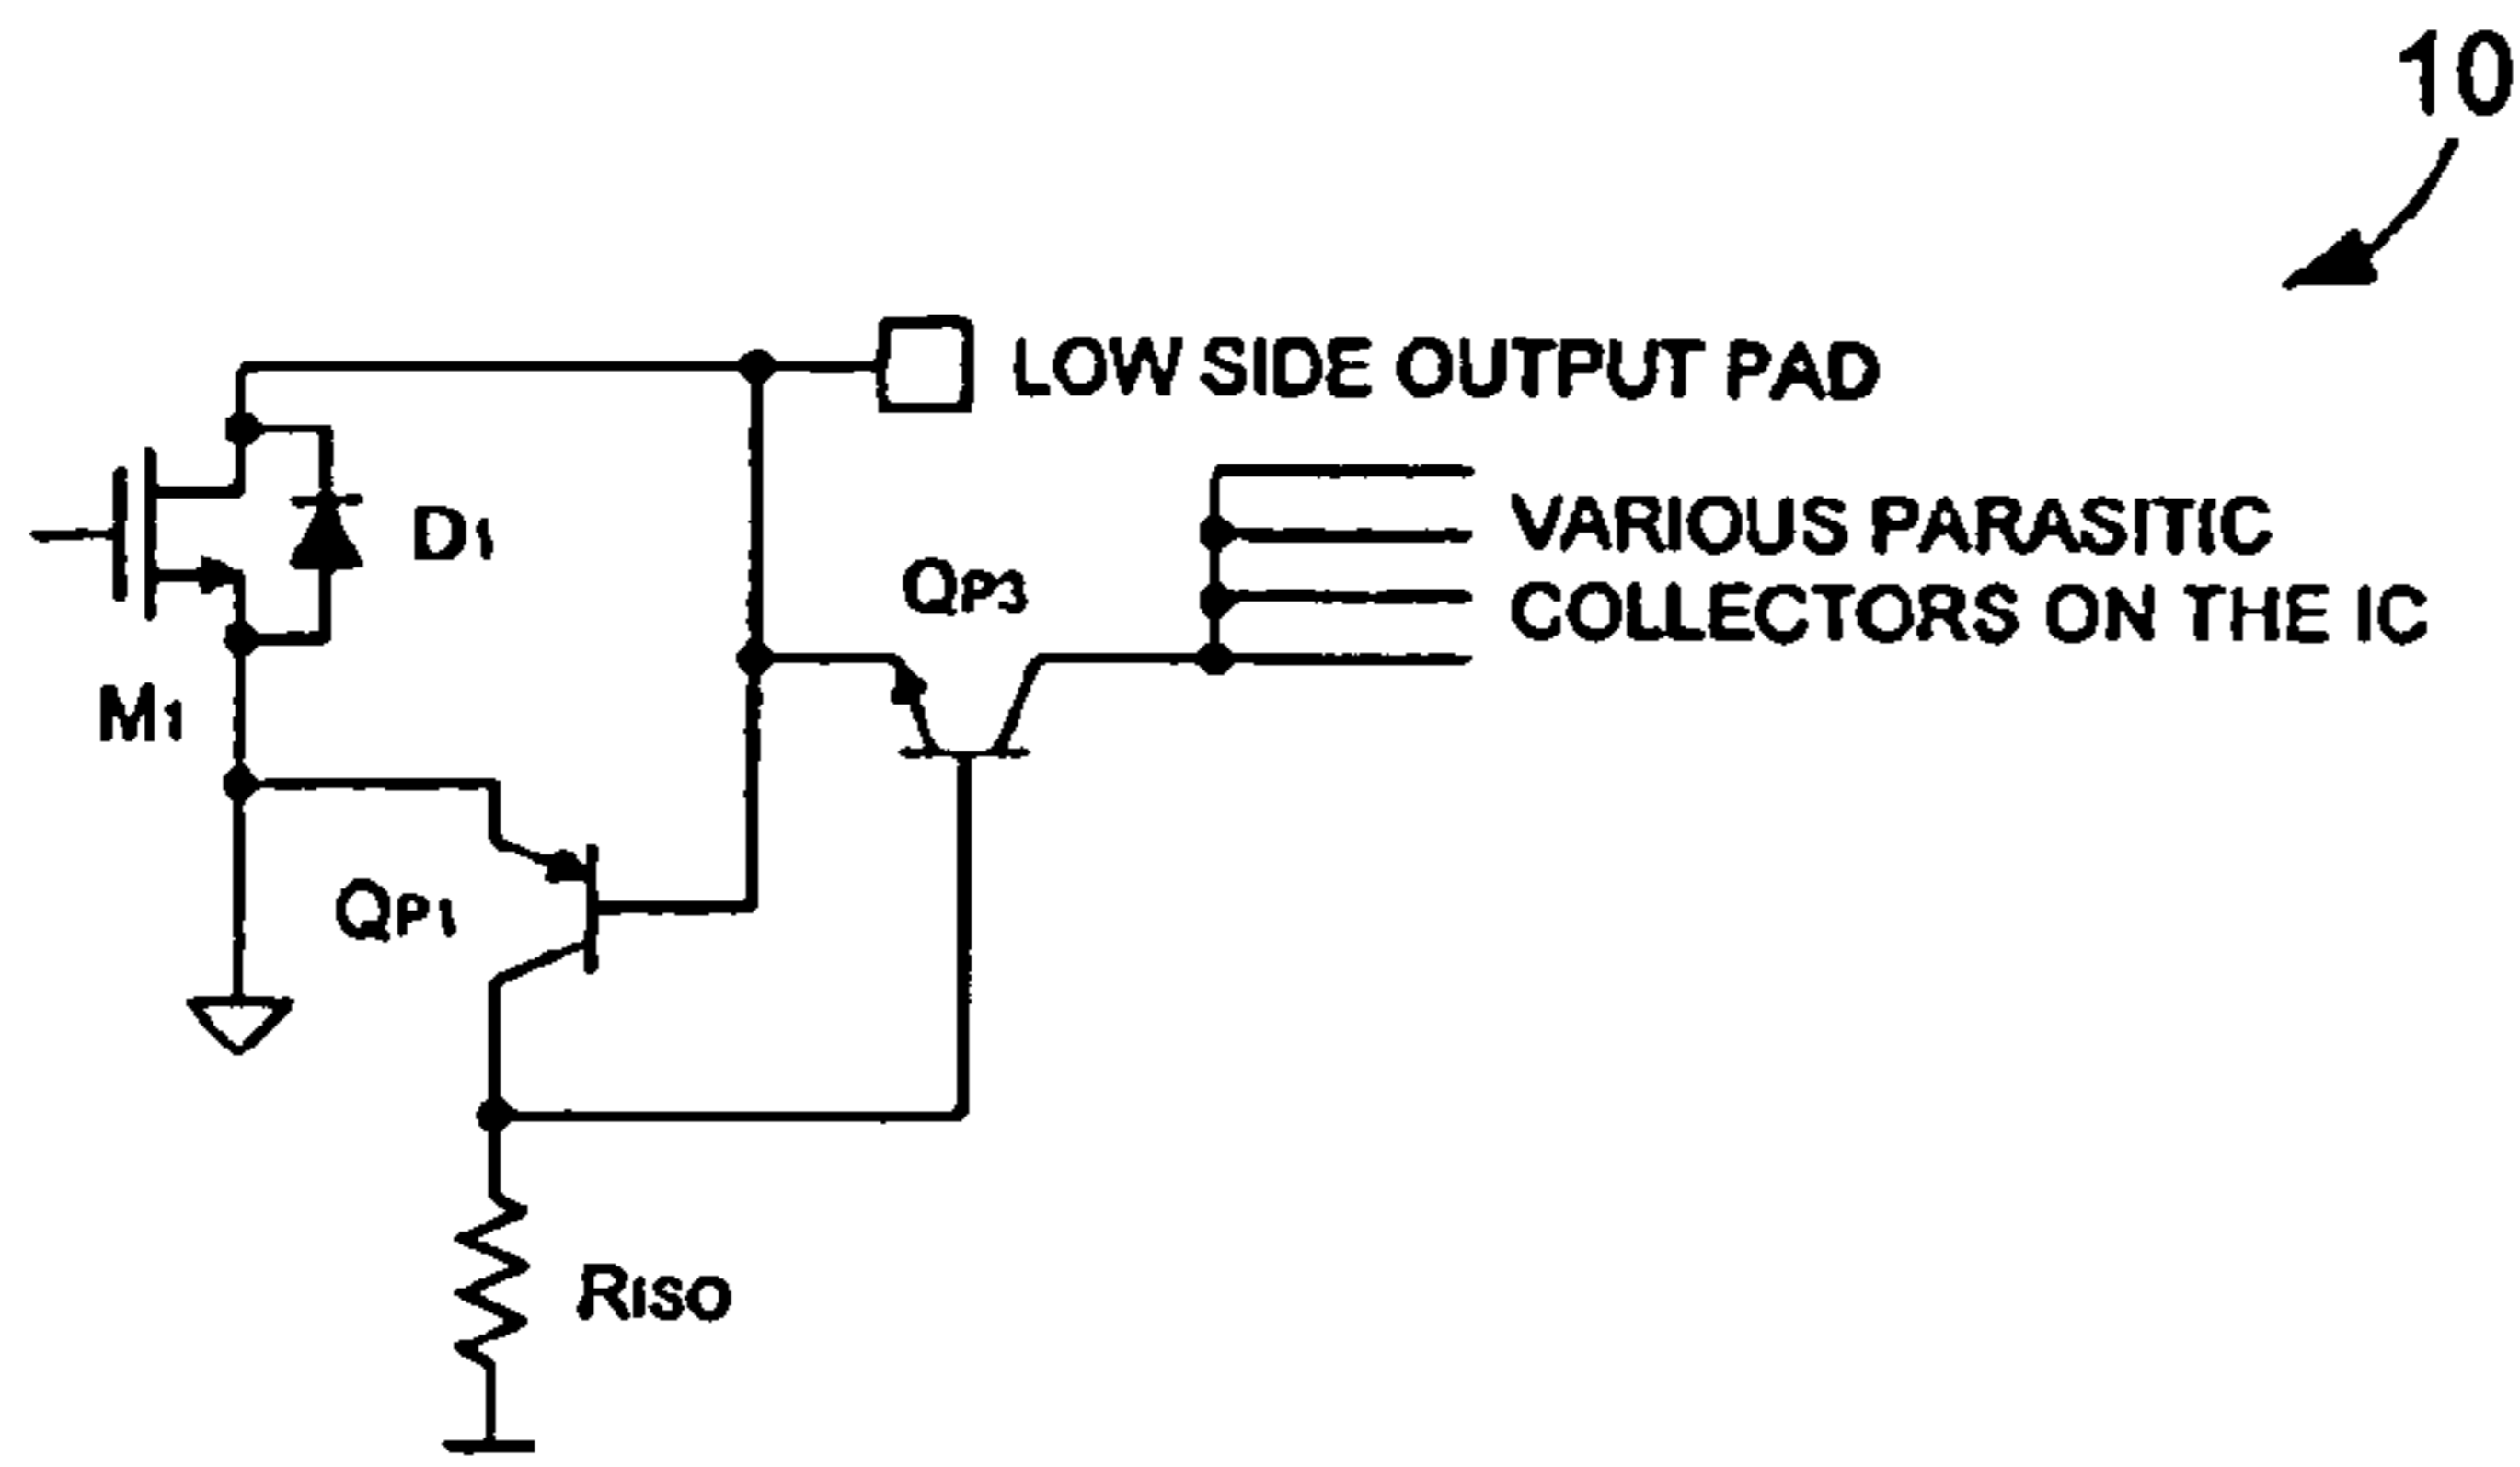 10
LOW SIDE OUTPUT PAD
D1
VARIOUS PARASITIC
QP3
COLLECTORS ON THE IC
M1
QP1
RISO